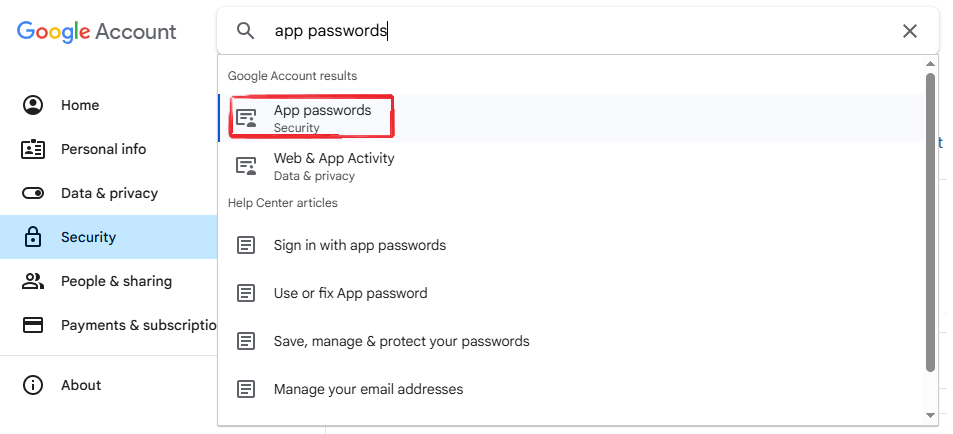 Google Account
app passwords
Home
Personal info
Data & privacy
Security
People & sharing
Payments & subscriptio
About
Google Account results
App passwords
Security
Web & App Activity
Data & privacy
Help Center articles
Sign in with app passwords
Use or fix App password
Save, manage & protect your passwords
Manage your email addresses
t